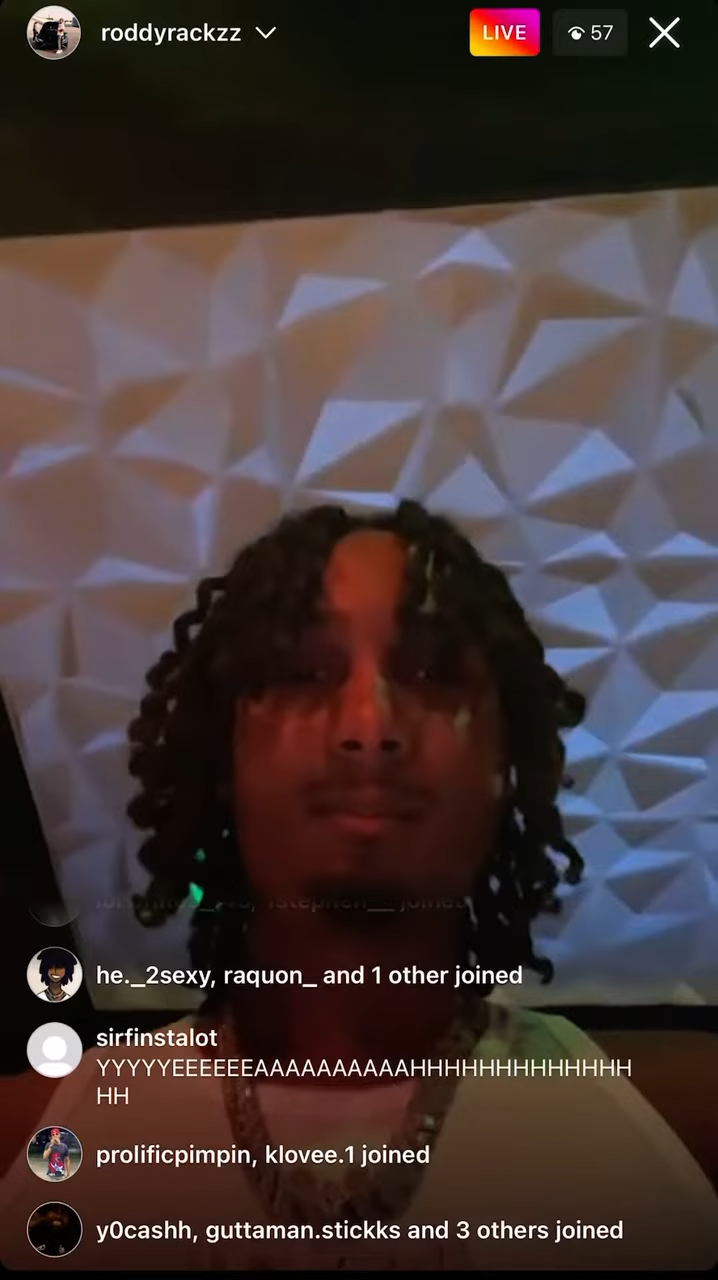 roddyrackzz
LIVE
57
joined
he._2sexy, raquon_ and 1 other joined
sirfinstalot
YYYYYEEEEEEAAAAAAAAAAHHHHHHHHHHHHHH
HH
prolificpimpin, klovee.1 joined
y0cashh, guttaman.stickks and 3 others joined